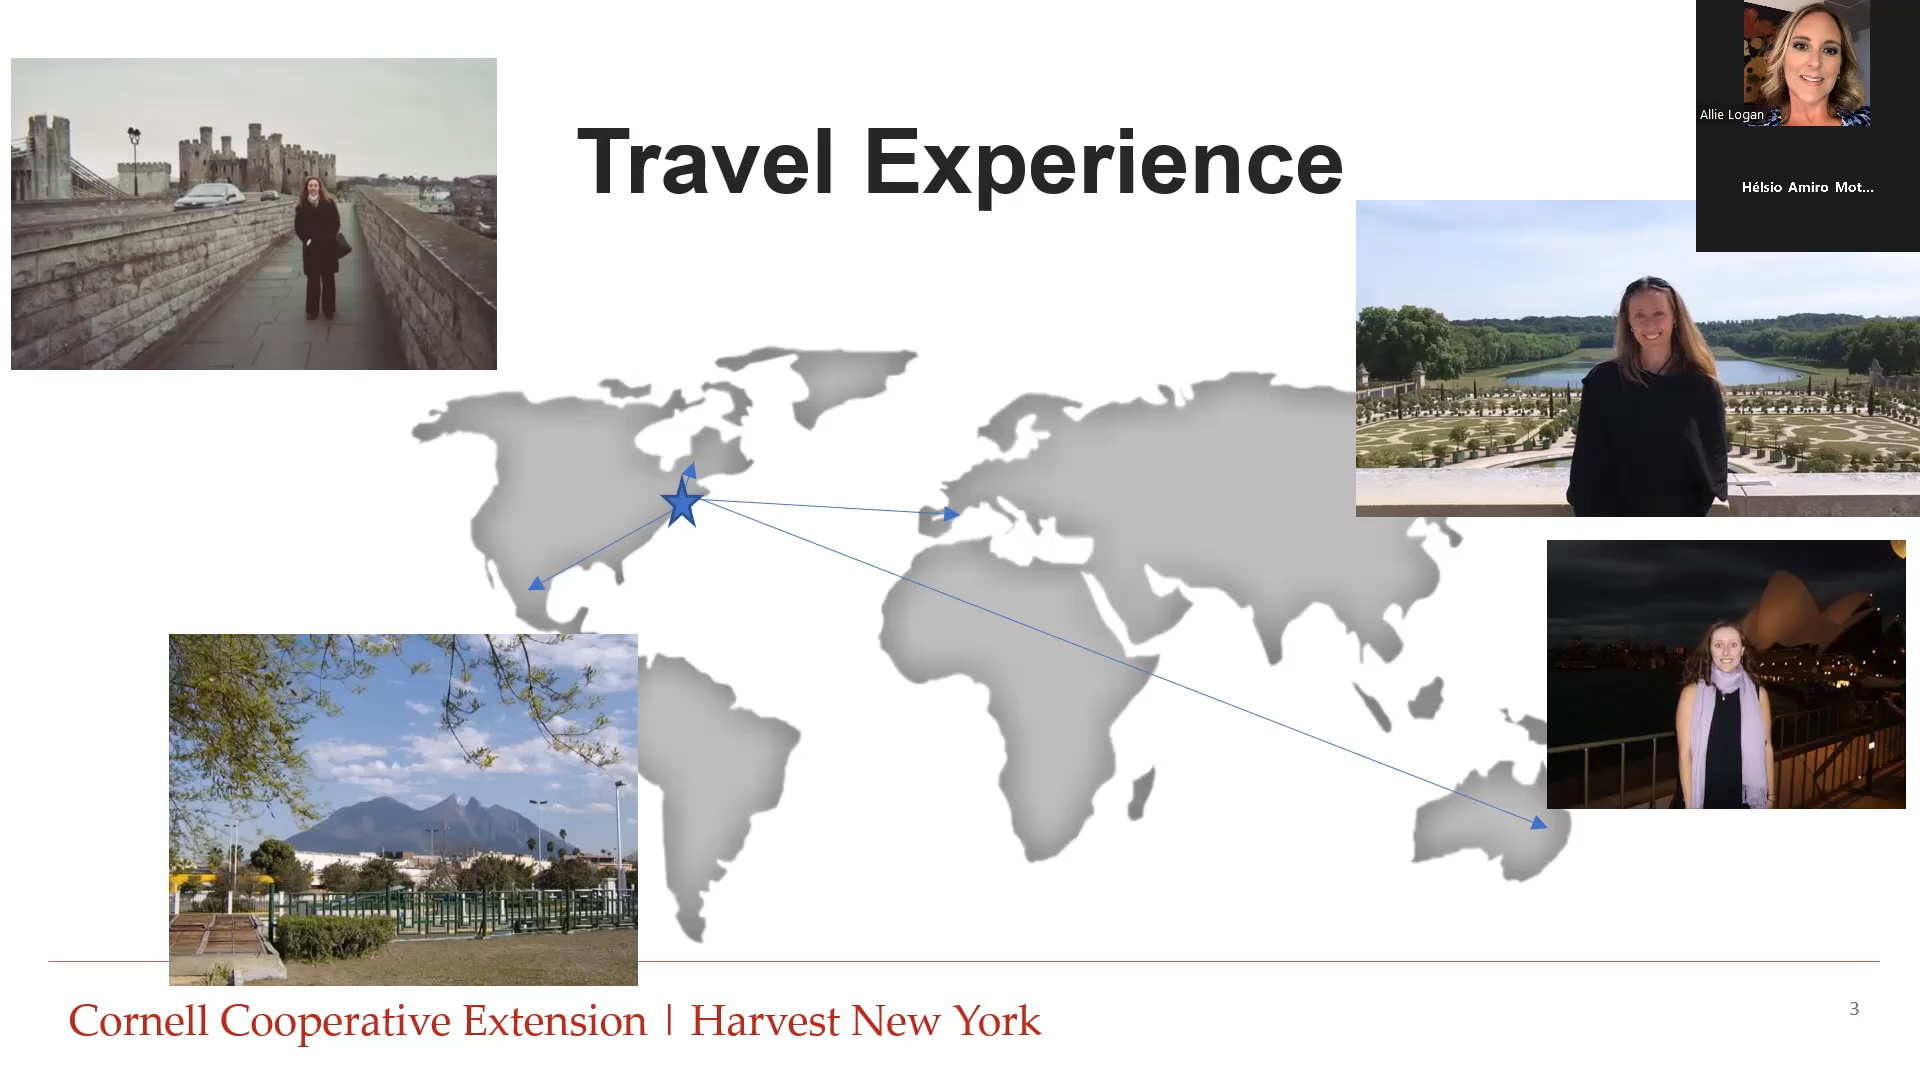 Travel Experience
Allie Logan
Hélsio Amiro Mot...
Cornell Cooperative Extension | Harvest New York
3